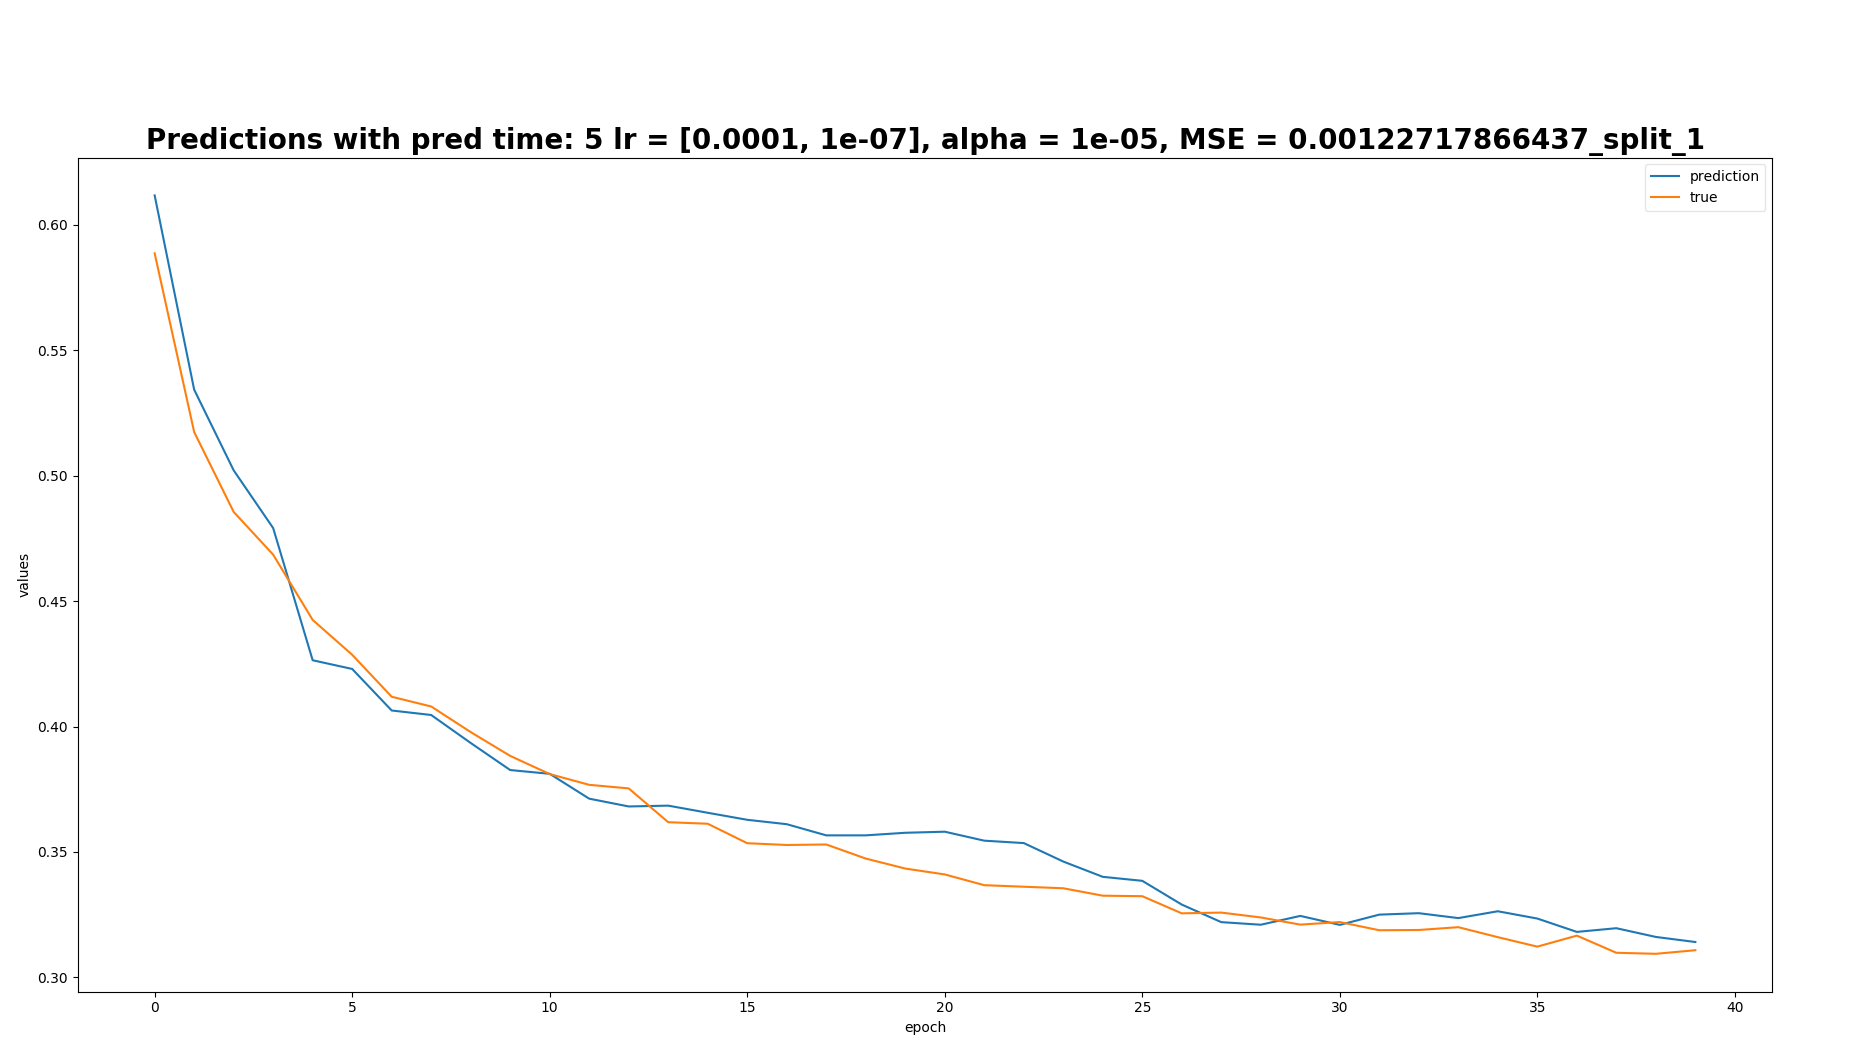 Predictions with pred time: 5 lr = [0.0001, 1e-07], alpha = 1e-05, MSE = 0.00122717866437_split_1
prediction
true
0.60
0.55
0.50
0.45
0.40
0.35
0.30
values
0 5 10 15 20 25 30 35 40
epoch